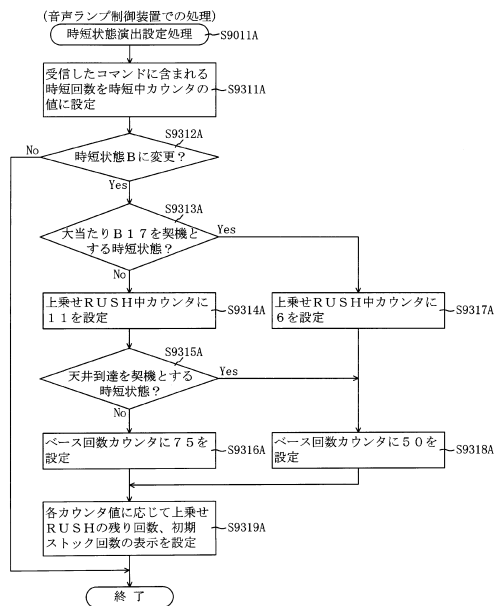 (音声ランプ制御装置での処理)
時短状態演出設定処理
S9011A
受信したコマンドに含まれる
時短回数を時短中カウンタの
値に設定
S9311A
S9312A
時短状態Bに変更?
No
Yes
S9313A
大当たりB17を契機と
する時短状態?
Yes
No
上乗せRUSH中カウンタに
11を設定
S9314A
上乗せRUSH中カウンタに
6を設定
S9317A
S9315A
天井到達を契機とする
時短状態?
Yes
No
ベース回数カウンタに75を
設定
S9316A
ベース回数カウンタに50を
設定
S9318A
各カウンタ値に応じて上乗せ
RUSHの残り回数、初期
ストック回数の表示を設定
S9319A
終了